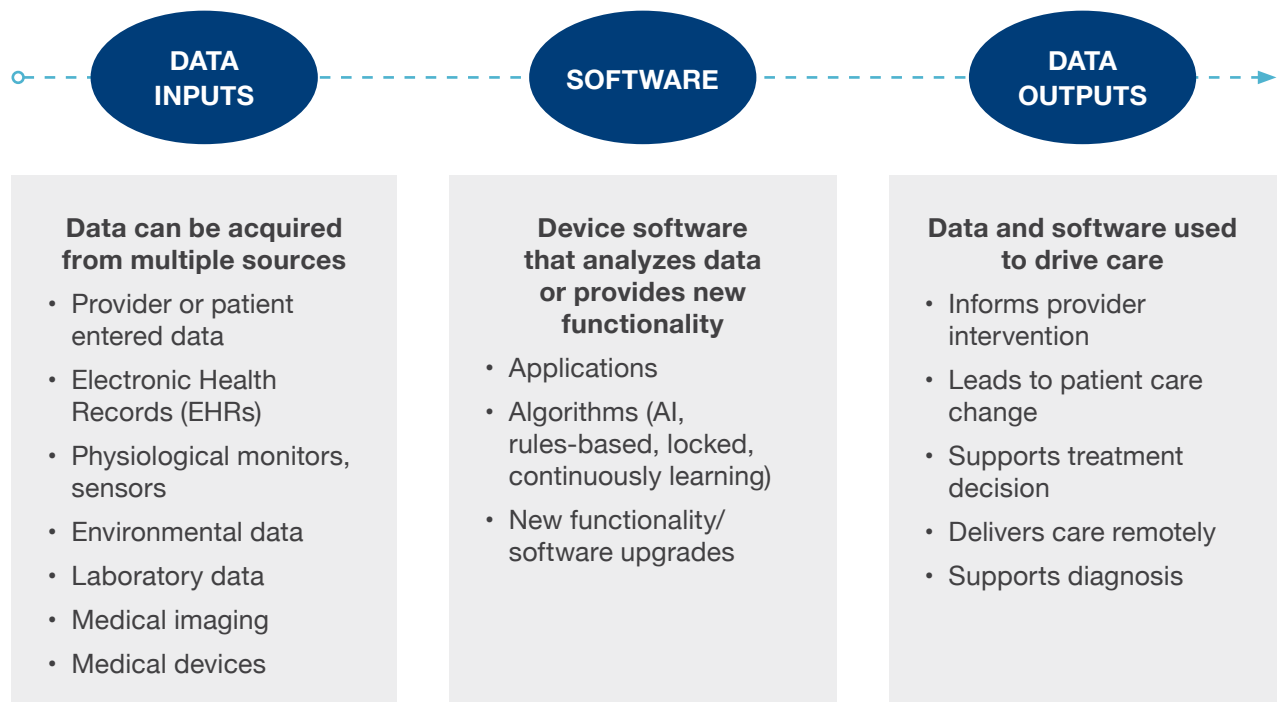 DATA
INPUTS
SOFTWARE
DATA
OUTPUTS
Data can be acquired
from multiple sources
• Provider or patient
entered data
• Electronic Health
Records (EHRs)
• Physiological monitors,
sensors
• Environmental data
• Laboratory data
• Medical imaging
• Medical devices
Device software
that analyzes data
or provides new
functionality
• Applications
• Algorithms (AI,
rules-based, locked,
continuously learning)
• New functionality/
software upgrades
Data and software used
to drive care
• Informs provider
intervention
• Leads to patient care
change
• Supports treatment
decision
• Delivers care remotely
• Supports diagnosis